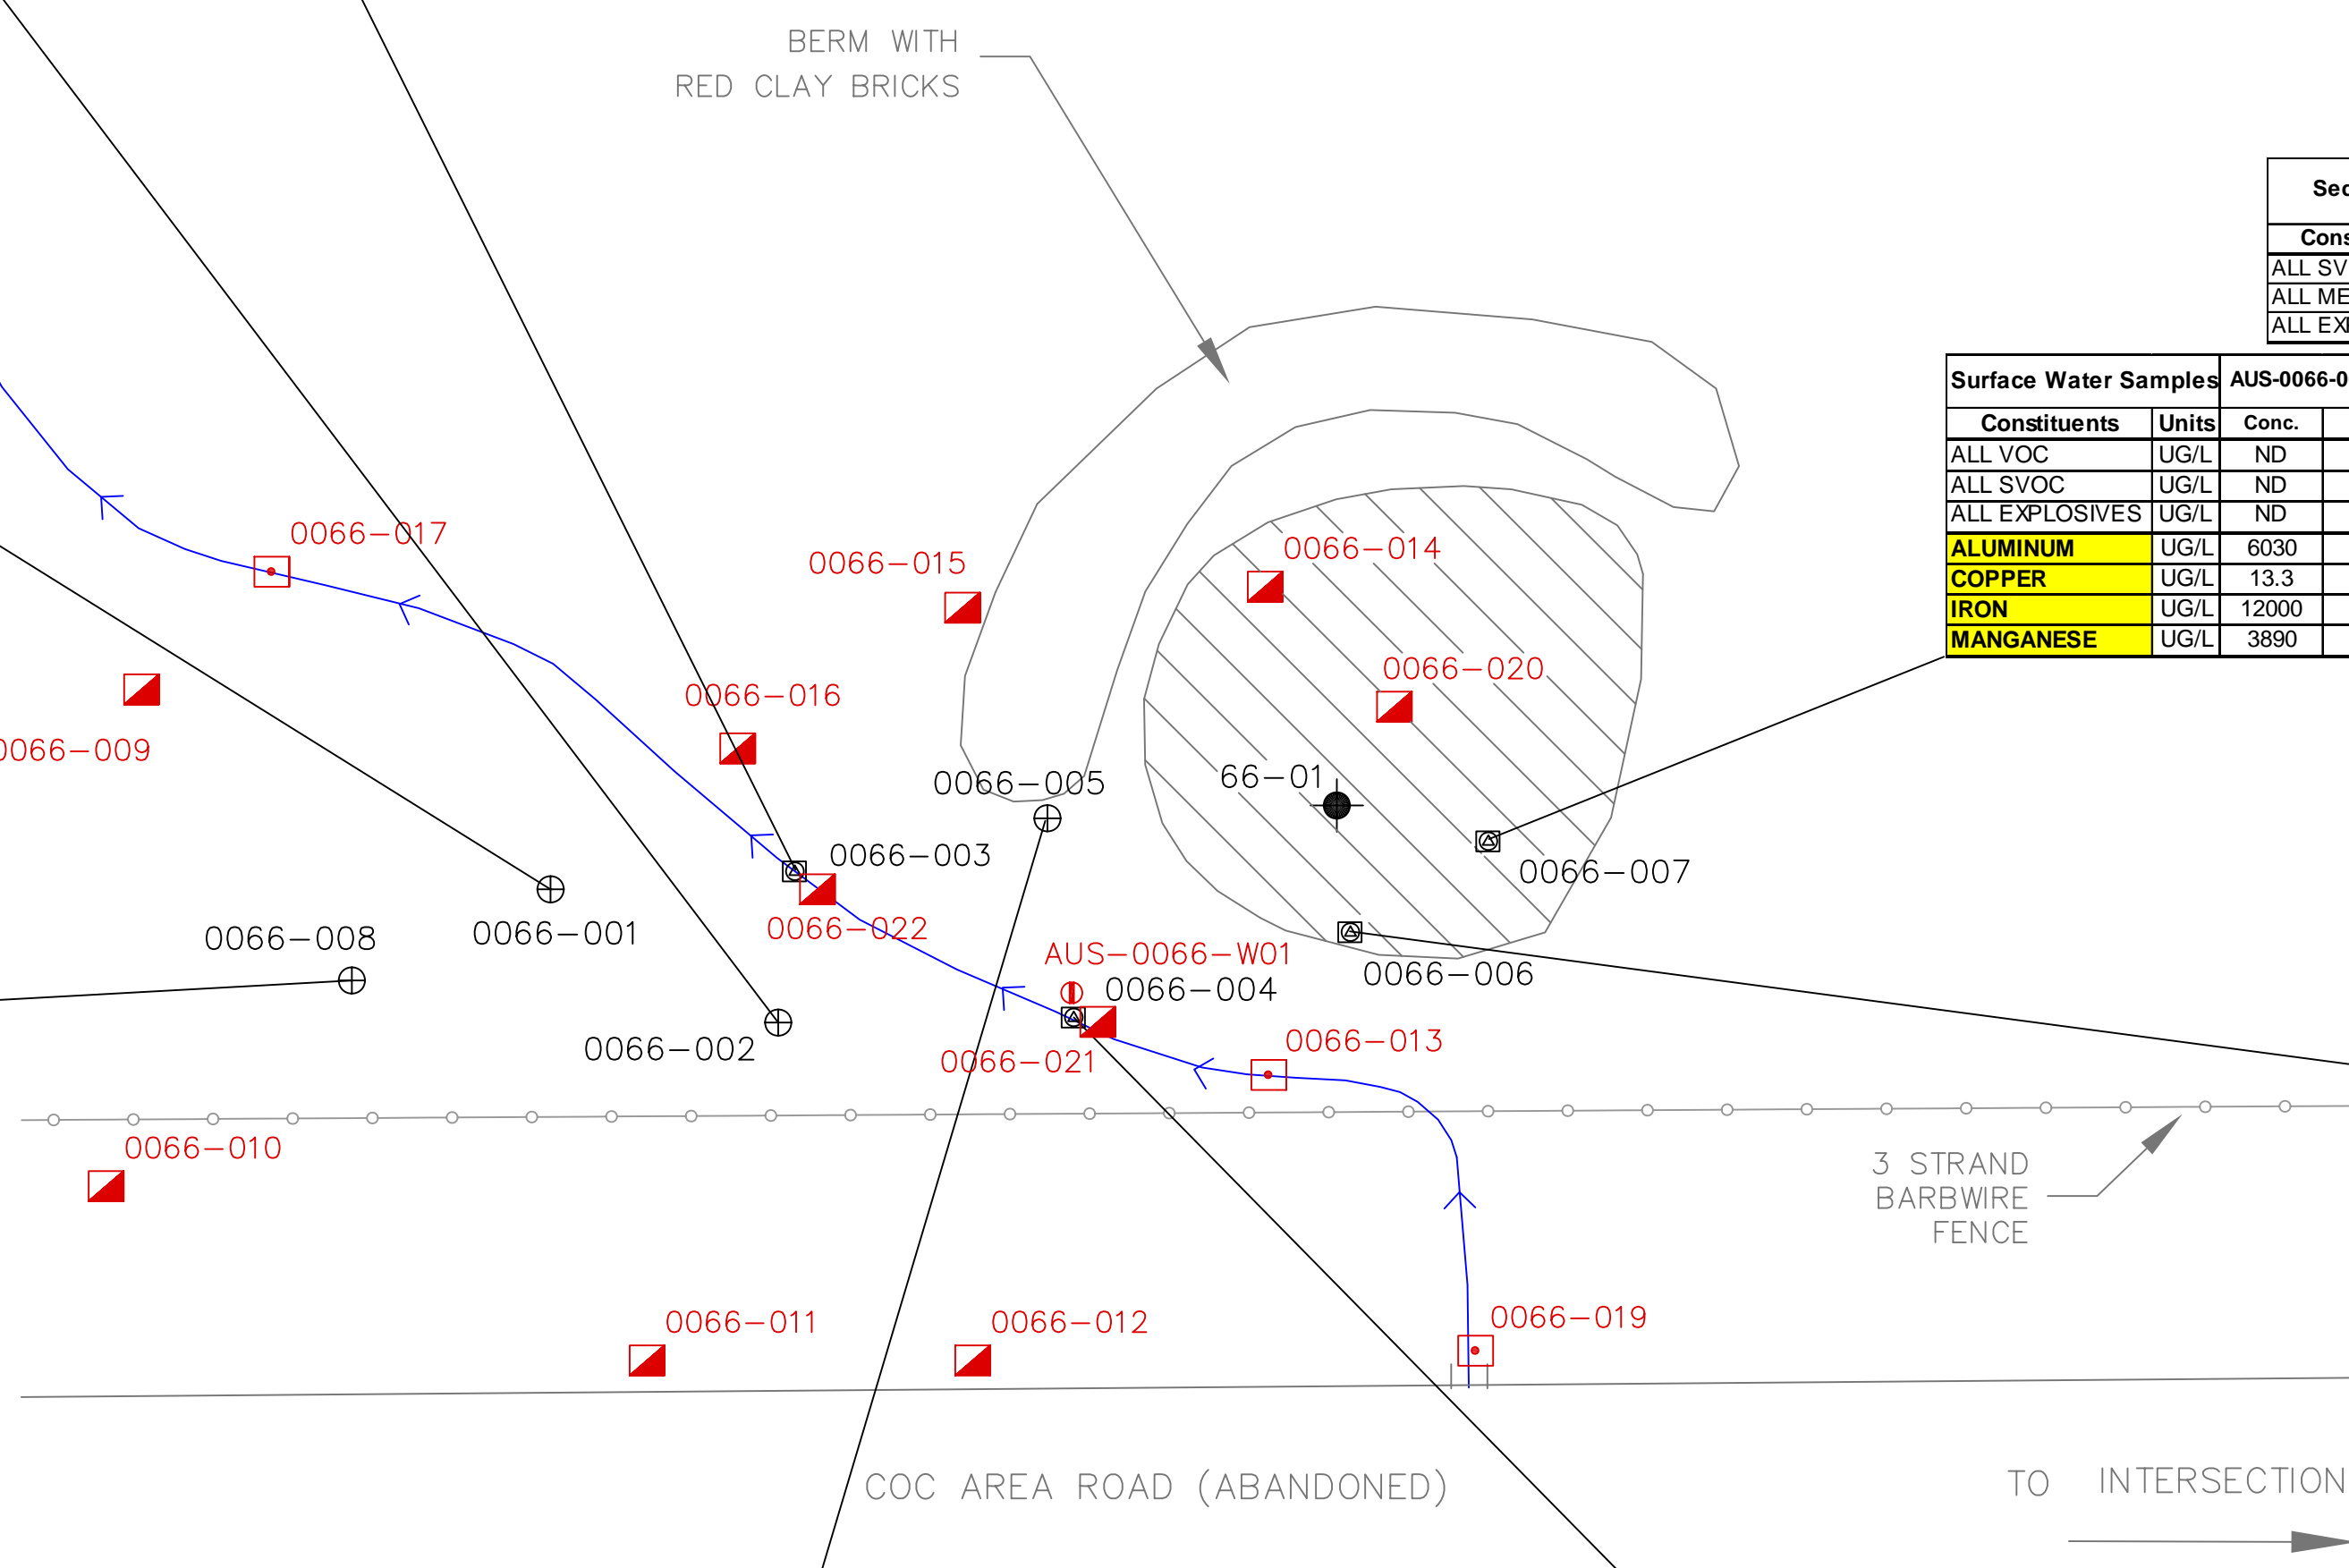 BERM WITH
RED CLAY BRICKS
ALL
ALL
ALL
Surface Water Samples
Constituents Units Conc.
ALL VOC UG/L ND
ALL SVOC UG/L ND
ALL EXPLOSIVES UG/L ND
ALUMINUM UG/L 6030
COPPER UG/L 13.3
IRON UG/L 12000
MANGANESE UG/L 3890
0066-017
0066-015
0066-014
0066-020
0066-016
0066-009
0066-005
66-01
0066-003
0066-007
0066-022
0066-001
0066-008
AUS-0066-W01
0066-004
0066-006
0066-002
0066-021
0066-013
0066-010
3 STRAND
BARBWIRE
FENCE
0066-011
0066-012
0066-019
COC AREA ROAD (ABANDONED)
TO INTERSECTION